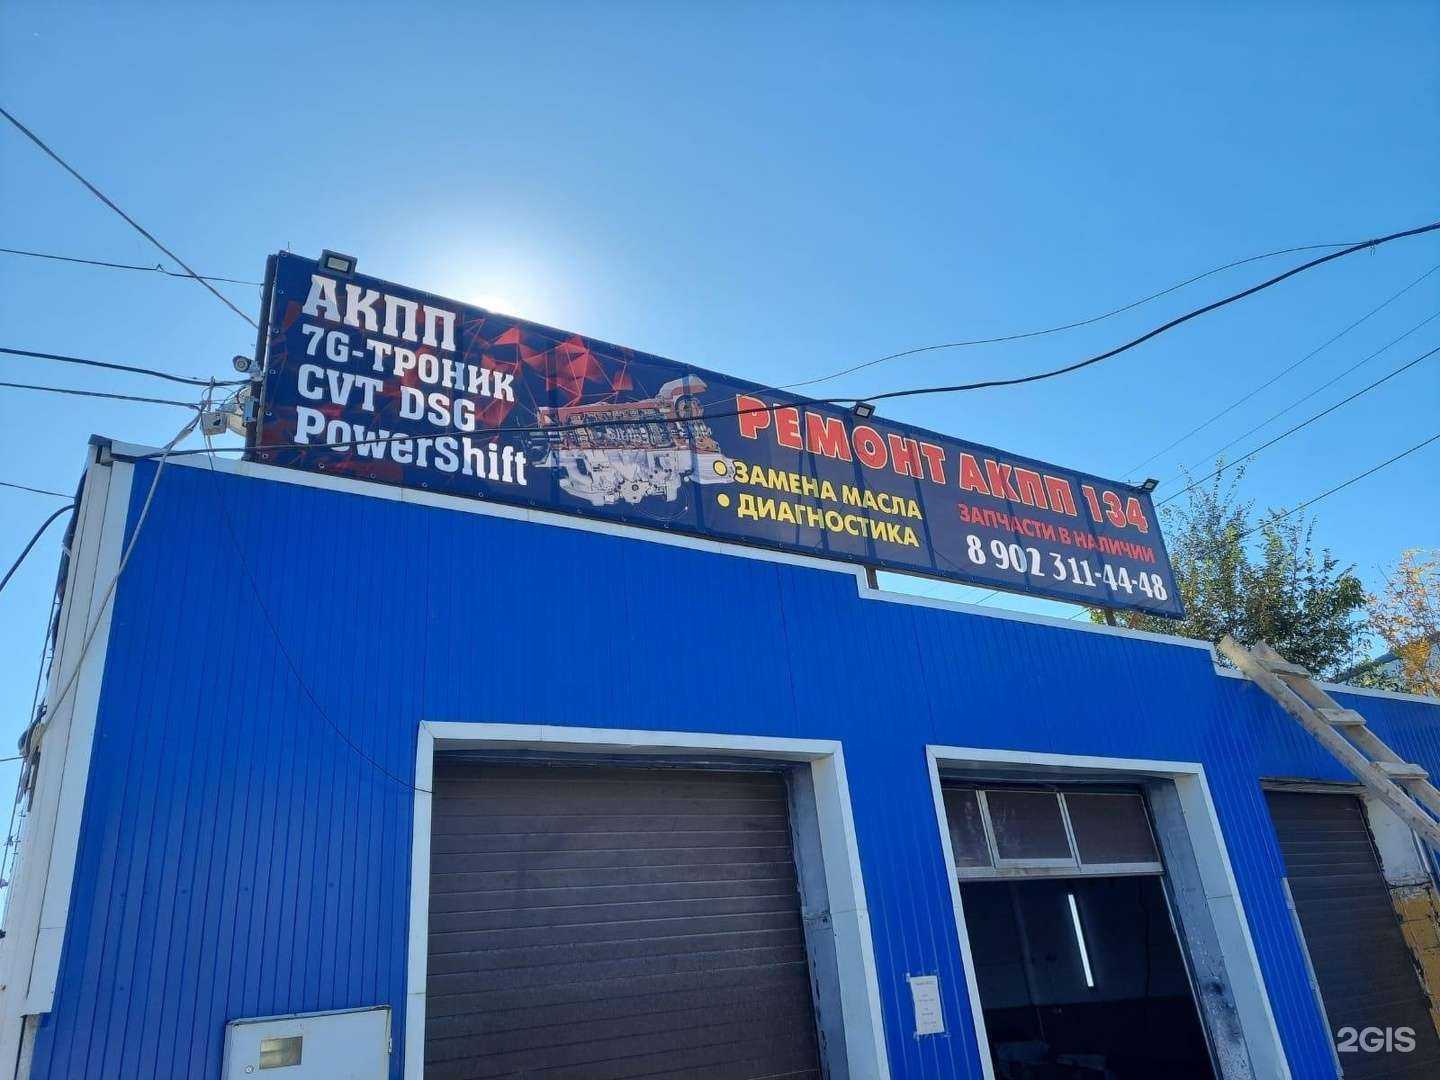 АКПП
7G-ТРОНИК
CVT DSG
PowerShift
РЕМОНТ АКПП 134
• ЗАМЕНА МАСЛА
• ДИАГНОСТИКА
ЗАПЧАСТИ В НАЛИЧИИ
8 902 311-44-48
2GIS